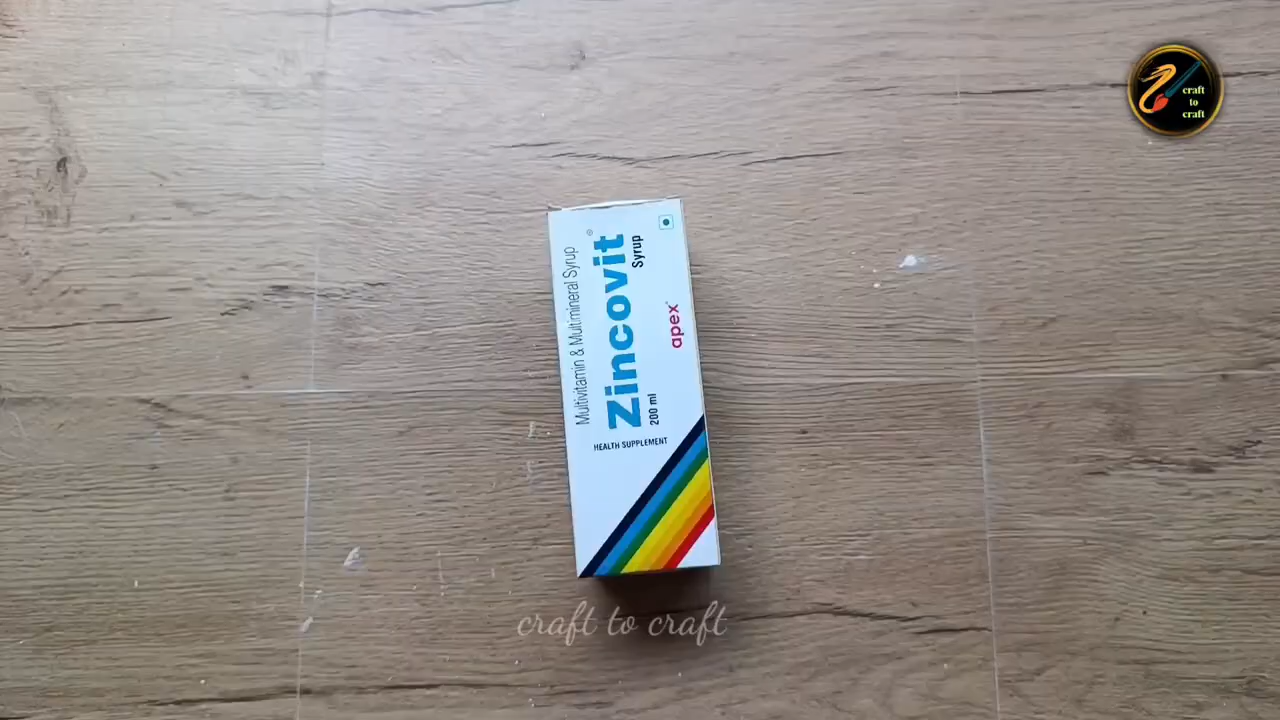 craft
to
craft
Multivitamin & Multimineral Syrup
Zincovit®
Syrup
200 ml
apex
HEALTH SUPPLEMENT
craft to craft